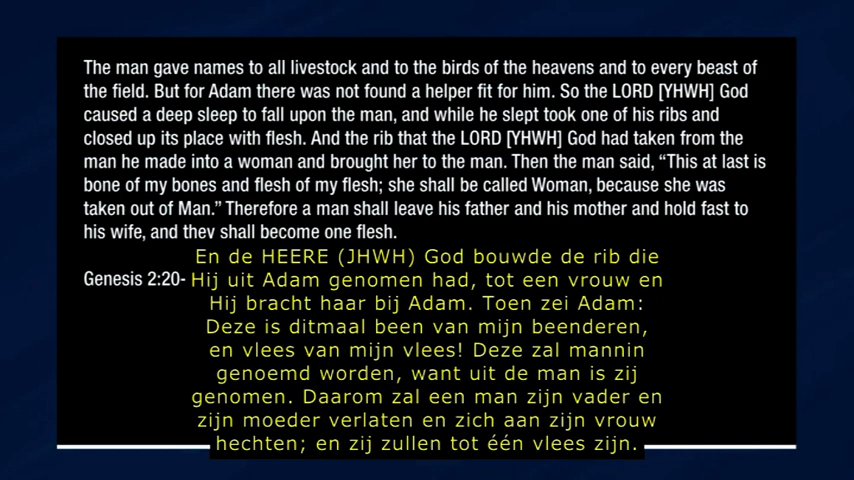 The man gave names to all livestock and to the birds of the heavens and to every beast of
the field. But for Adam there was not found a helper fit for him. So the LORD [YHWH] God
caused a deep sleep to fall upon the man, and while he slept took one of his ribs and
closed up its place with flesh. And the rib that the LORD [YHWH] God had taken from the
man he made into a woman and brought her to the man. Then the man said, “This at last is
bone of my bones and flesh of my flesh; she shall be called Woman, because she was
taken out of Man.” Therefore a man shall leave his father and his mother and hold fast to
his wife, and they shall become one flesh.
Genesis 2:20-
En de HEERE (JHWH) God bouwde de rib die
Hij uit Adam genomen had, tot een vrouw en
Hij bracht haar bij Adam. Toen zei Adam:
Deze is ditmaal been van mijn beenderen,
en vlees van mijn vlees! Deze zal mannin
genoemd worden, want uit de man is zij
genomen. Daarom zal een man zijn vader en
zijn moeder verlaten en zich aan zijn vrouw
hechten; en zij zullen tot één vlees zijn.